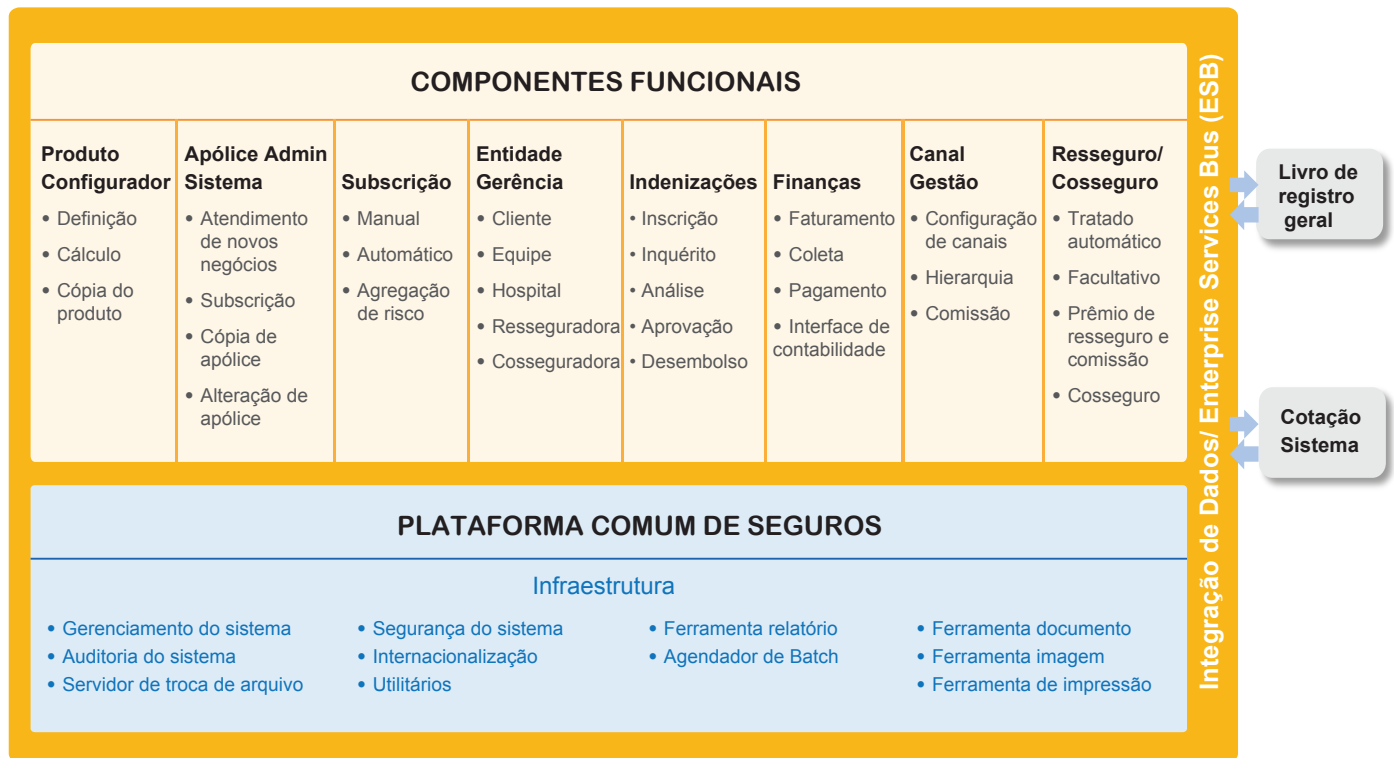 COMPONENTES FUNCIONAIS
Produto
Configurador
• Definição
• Cálculo
• Cópia do
produto
Apólice Admin
Sistema
• Atendimento
de novos
negócios
• Subscrição
• Cópia de
apólice
• Alteração de
apólice
Subscrição
• Manual
• Automático
• Agregação
de risco
Entidade
Gerência
• Cliente
• Equipe
• Hospital
• Resseguradora
• Cosseguradora
Indenizações
• Inscrição
• Inquérito
• Análise
• Aprovação
• Desembolso
Finanças
• Faturamento
• Coleta
• Pagamento
• Interface de
contabilidade
Canal
Gestão
• Configuração
de canais
• Hierarquia
• Comissão
Resseguro/
Cosseguro
• Tratado
automático
• Facultativo
• Prêmio de
resseguro e
comissão
• Cosseguro
PLATAFORMA COMUM DE SEGUROS
Infraestrutura
• Gerenciamento do sistema
• Auditoria do sistema
• Servidor de troca de arquivo
• Segurança do sistema
• Internacionalização
• Utilitários
• Ferramenta relatório
• Agendador de Batch
• Ferramenta documento
• Ferramenta imagem
• Ferramenta de impressão
Integração de Dados/ Enterprise Services Bus (ESB)
Livro de
registro
geral
Cotação
Sistema